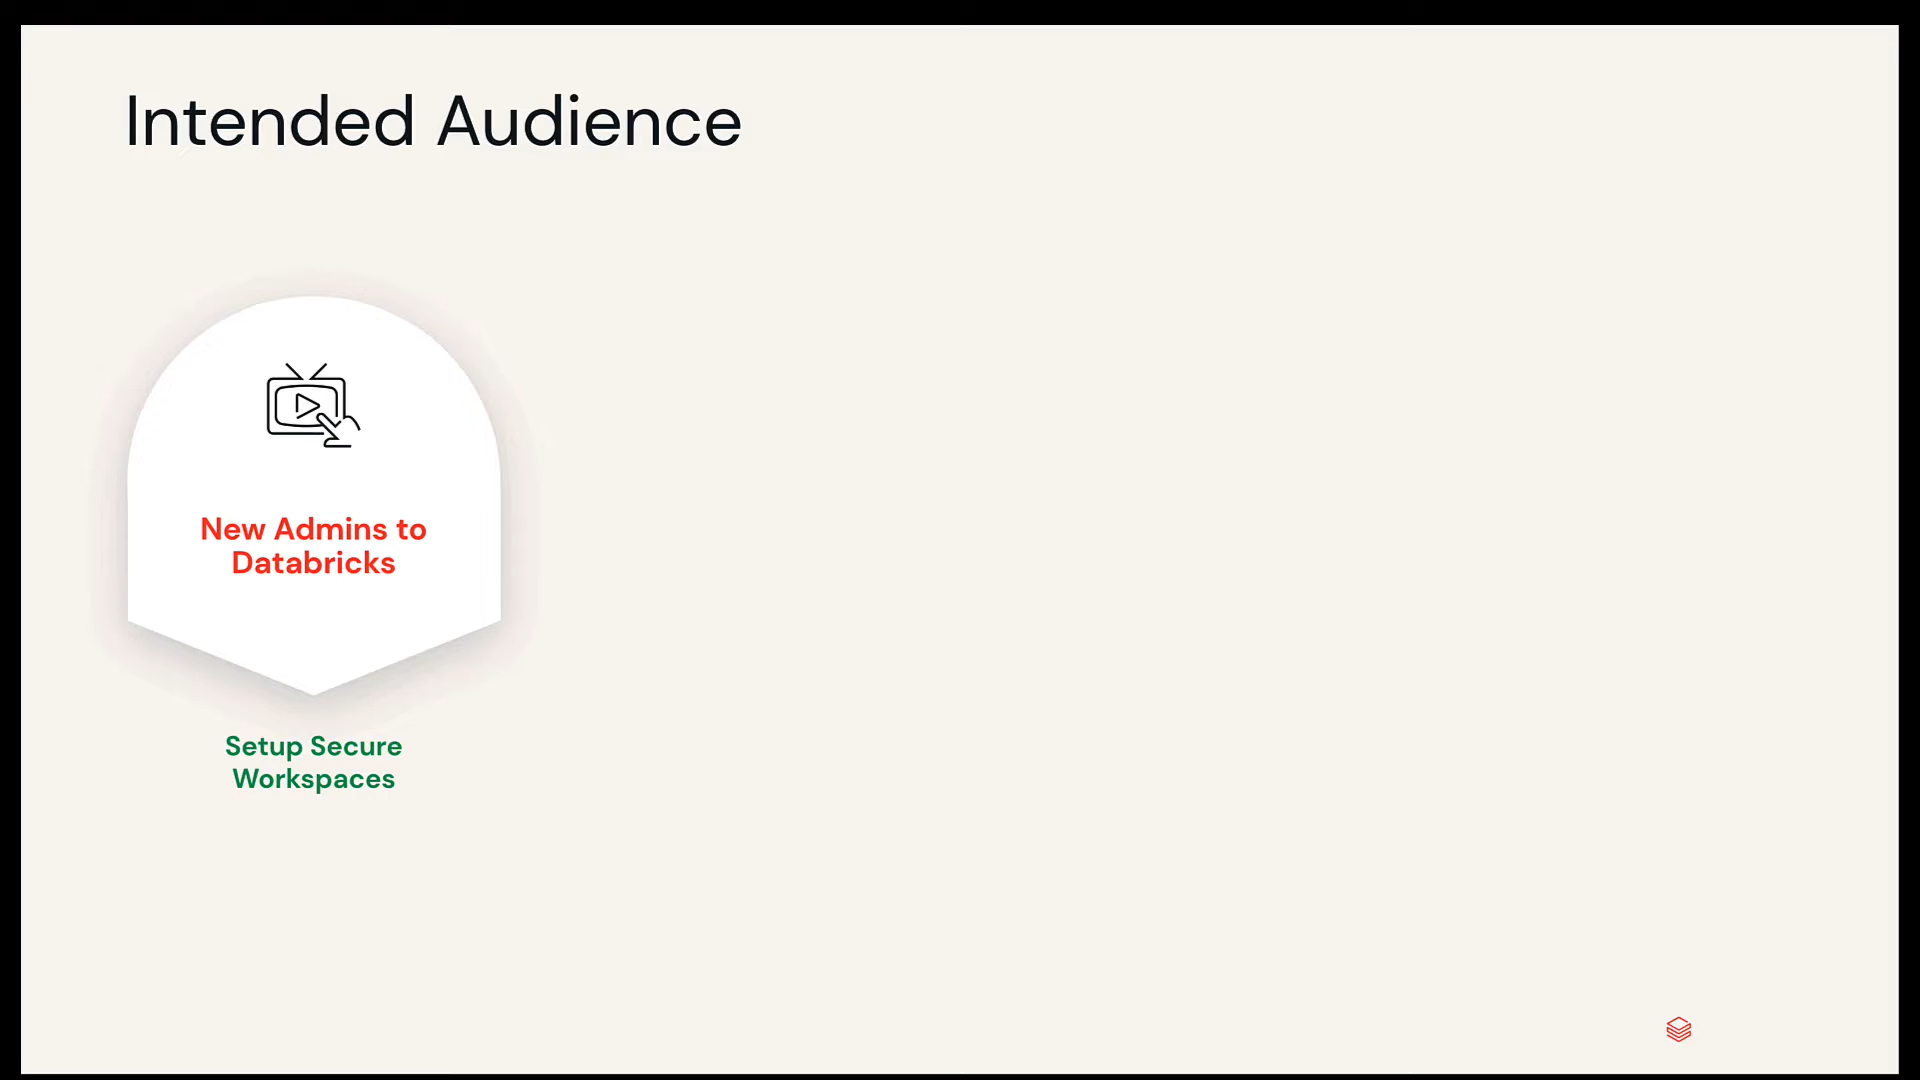 Intended Audience
New Admins to
Databricks
Setup Secure
Workspaces